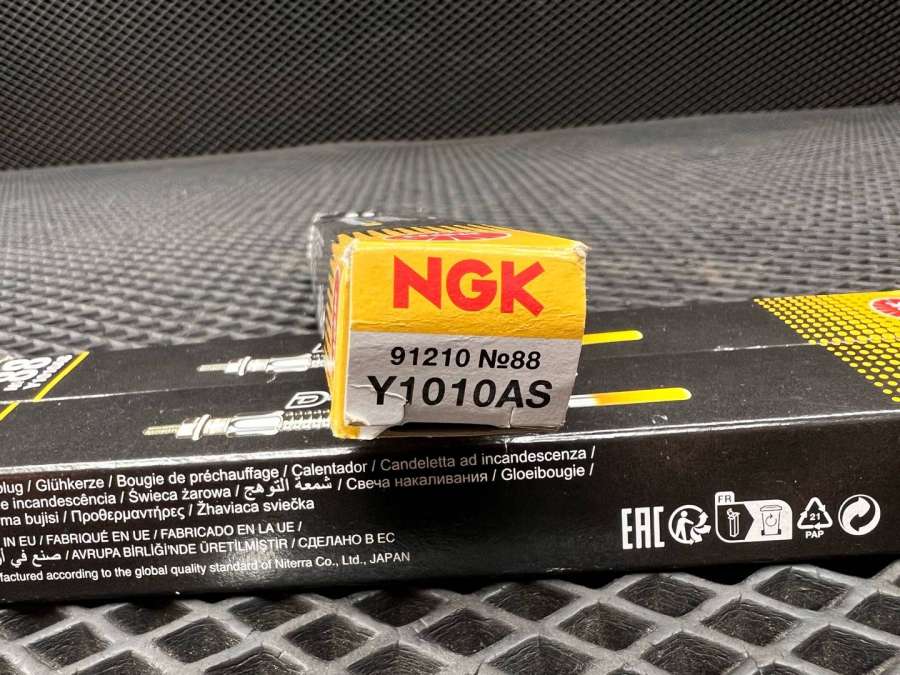 NGK
91210 №88
Y1010AS
plug / Glühkerze / Bougie de préchauffage / Calentador / Candeletta ad incandescenza /
e incandescência / Świeca żarowa / شمعة التوهج / Свеча накаливания / Gloeibougie /
ma bujisi / Προθερμαντήρες / Žhaviaca sviečka
IN EU / FABRIQUÉ EN UE / FABRICADO EN LA UE /
صنع في / AVRUPA BİRLİĞİ'NDE ÜRETİLMİŞTİR / СДЕЛАНО В ЕС
factured according to the global quality standard of Niterra Co., Ltd., JAPAN
EAC
FR
21
PAP